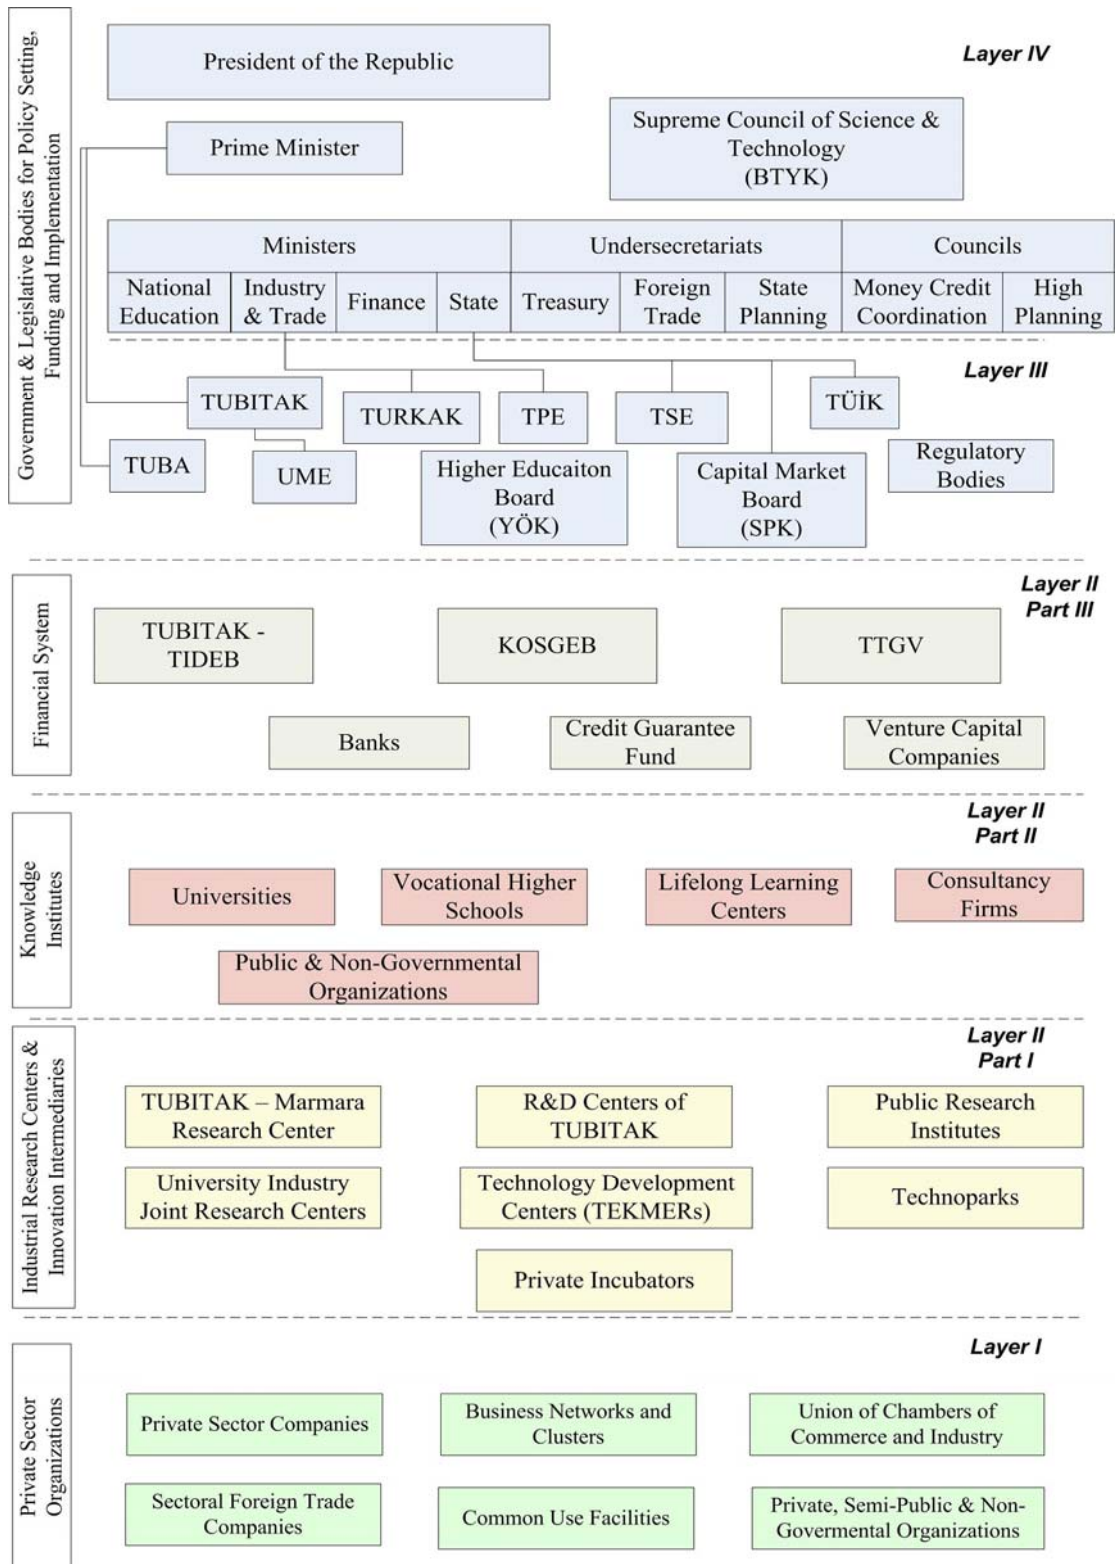 Government & Legislative Bodies for Policy Setting,
Funding and Implementation
Layer IV
President of the Republic
Supreme Council of Science &
Technology
(BTYK)
Prime Minister
Ministers
Undersecretariats
Councils
National
Education
Industry
& Trade
Finance
State
Treasury
Foreign
Trade
State
Planning
Money Credit
Coordination
High
Planning
Layer III
TUBITAK
TURKAK
TPE
TSE
TÜİK
TUBA
UME
Higher Educaiton
Board
(YÖK)
Capital Market
Board
(SPK)
Regulatory
Bodies
Financial System
Layer II
Part III
TUBITAK -
TIDEB
KOSGEB
TTGV
Banks
Credit Guarantee
Fund
Venture Capital
Companies
Knowledge
Institutes
Layer II
Part II
Universities
Vocational Higher
Schools
Lifelong Learning
Centers
Consultancy
Firms
Public & Non-Governmental
Organizations
Industrial Research Centers &
Innovation Intermediaries
Layer II
Part I
TUBITAK – Marmara
Research Center
R&D Centers of
TUBITAK
Public Research
Institutes
University Industry
Joint Research Centers
Technology Development
Centers (TEKMERs)
Technoparks
Private Incubators
Private Sector
Organizations
Layer I
Private Sector Companies
Business Networks and
Clusters
Union of Chambers of
Commerce and Industry
Sectoral Foreign Trade
Companies
Common Use Facilities
Private, Semi-Public & Non-
Govermental Organizations